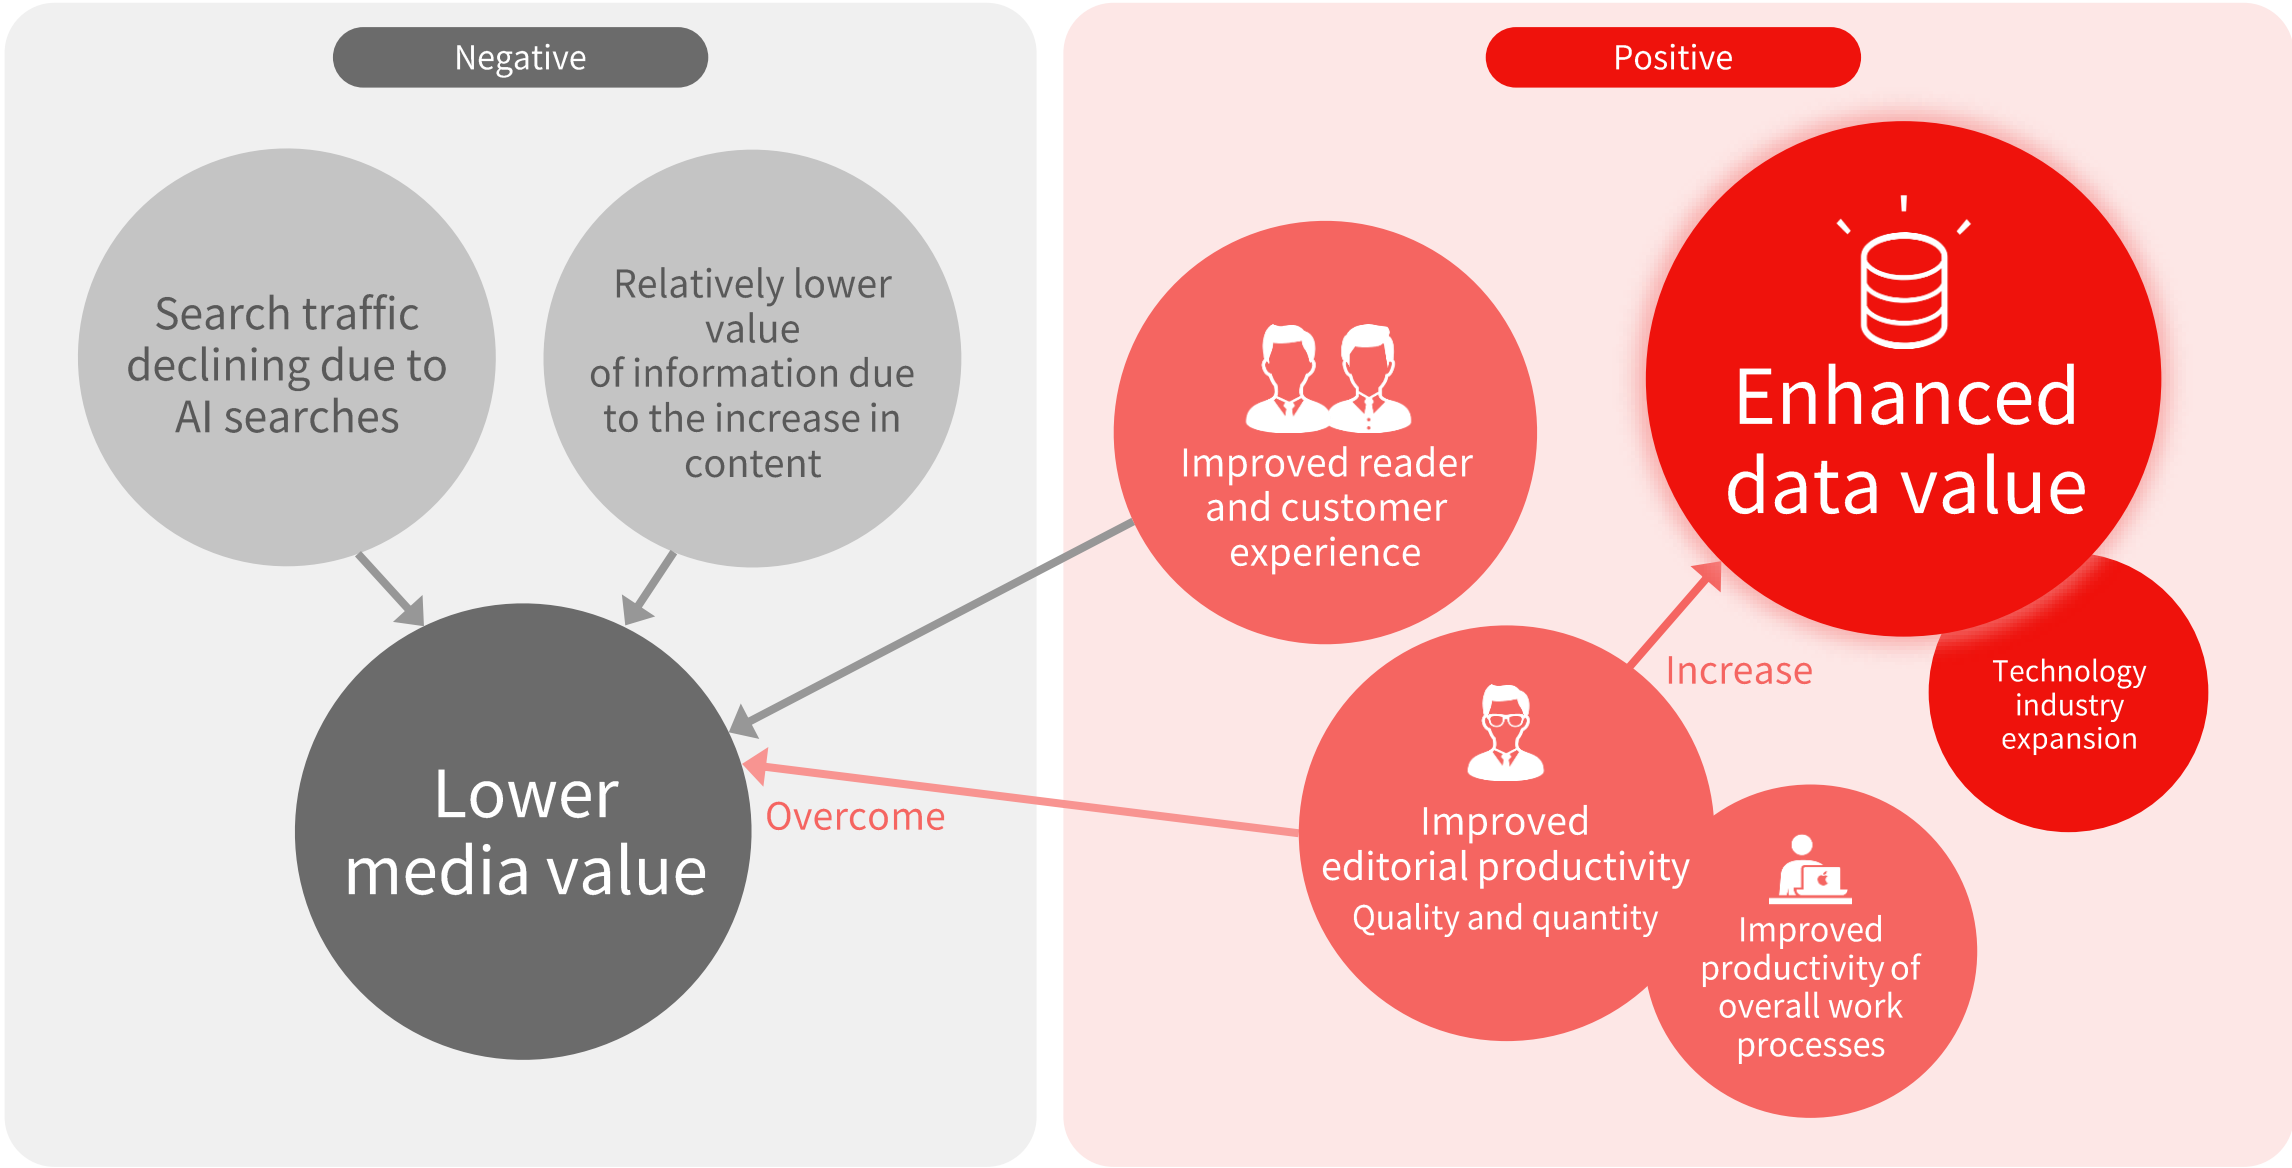 Negative
Search traffic
declining due to
AI searches
Relatively lower
value
of information due
to the increase in
content
Lower
media value
Overcome
Positive
Improved reader
and customer
experience
Enhanced
data value
Increase
Technology
industry
expansion
Improved
editorial productivity
Quality and quantity
Improved
productivity of
overall work
processes